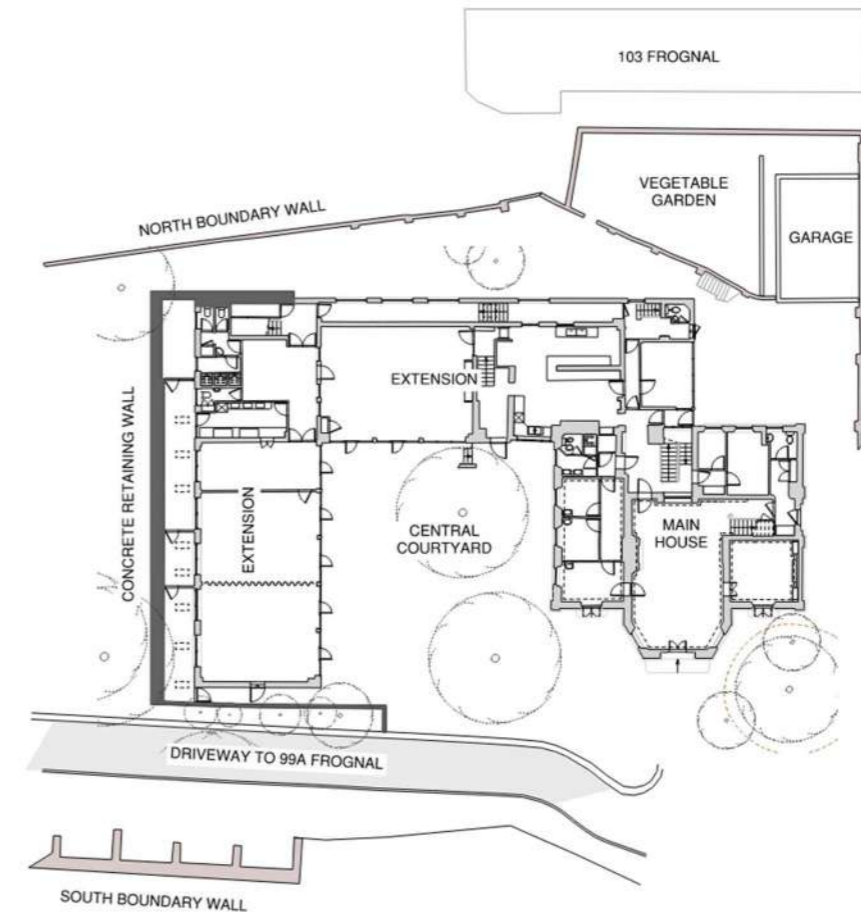 103 FROGNAL
VEGETABLE
GARDEN
GARAGE
NORTH BOUNDARY WALL
EXTENSION
CONCRETE RETAINING WALL
EXTENSION
CENTRAL
COURTYARD
MAIN
HOUSE
DRIVEWAY TO 99A FROGNAL
SOUTH BOUNDARY WALL